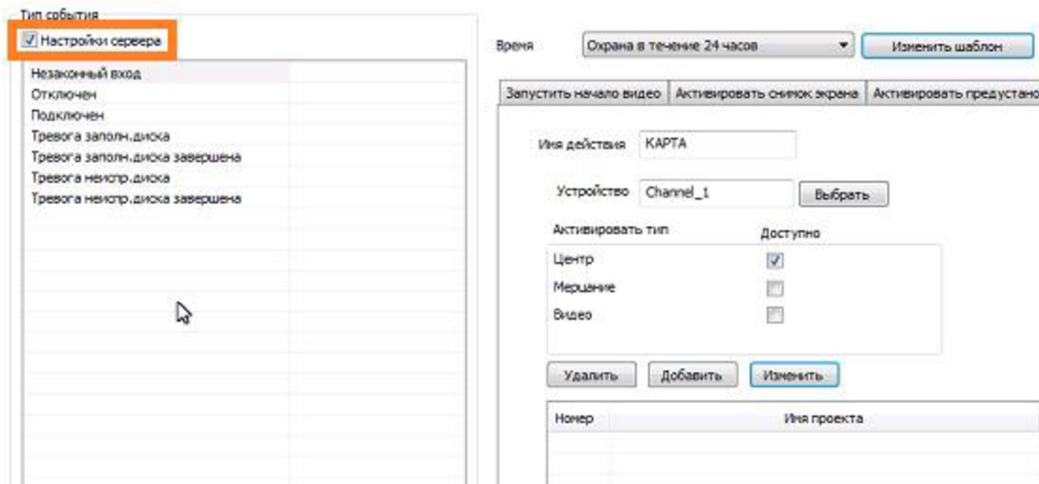 Тип события
Настройки сервера
Незаконный вход
Отключен
Подключен
Тревога заполн.диска
Тревога заполн.диска завершена
Тревога неиспр.диска
Тревога неиспр.диска завершена
Время
Охрана в течение 24 часов
Изменить шаблон
Запустить начало видео
Активировать снимок экрана
Активировать предустано
Имя действия
КАРТА
Устройство
Channel_1
Выбрать
Активировать тип
Доступно
Центр
Мерцание
Видео
Удалить
Добавить
Изменить
Номер
Имя проекта